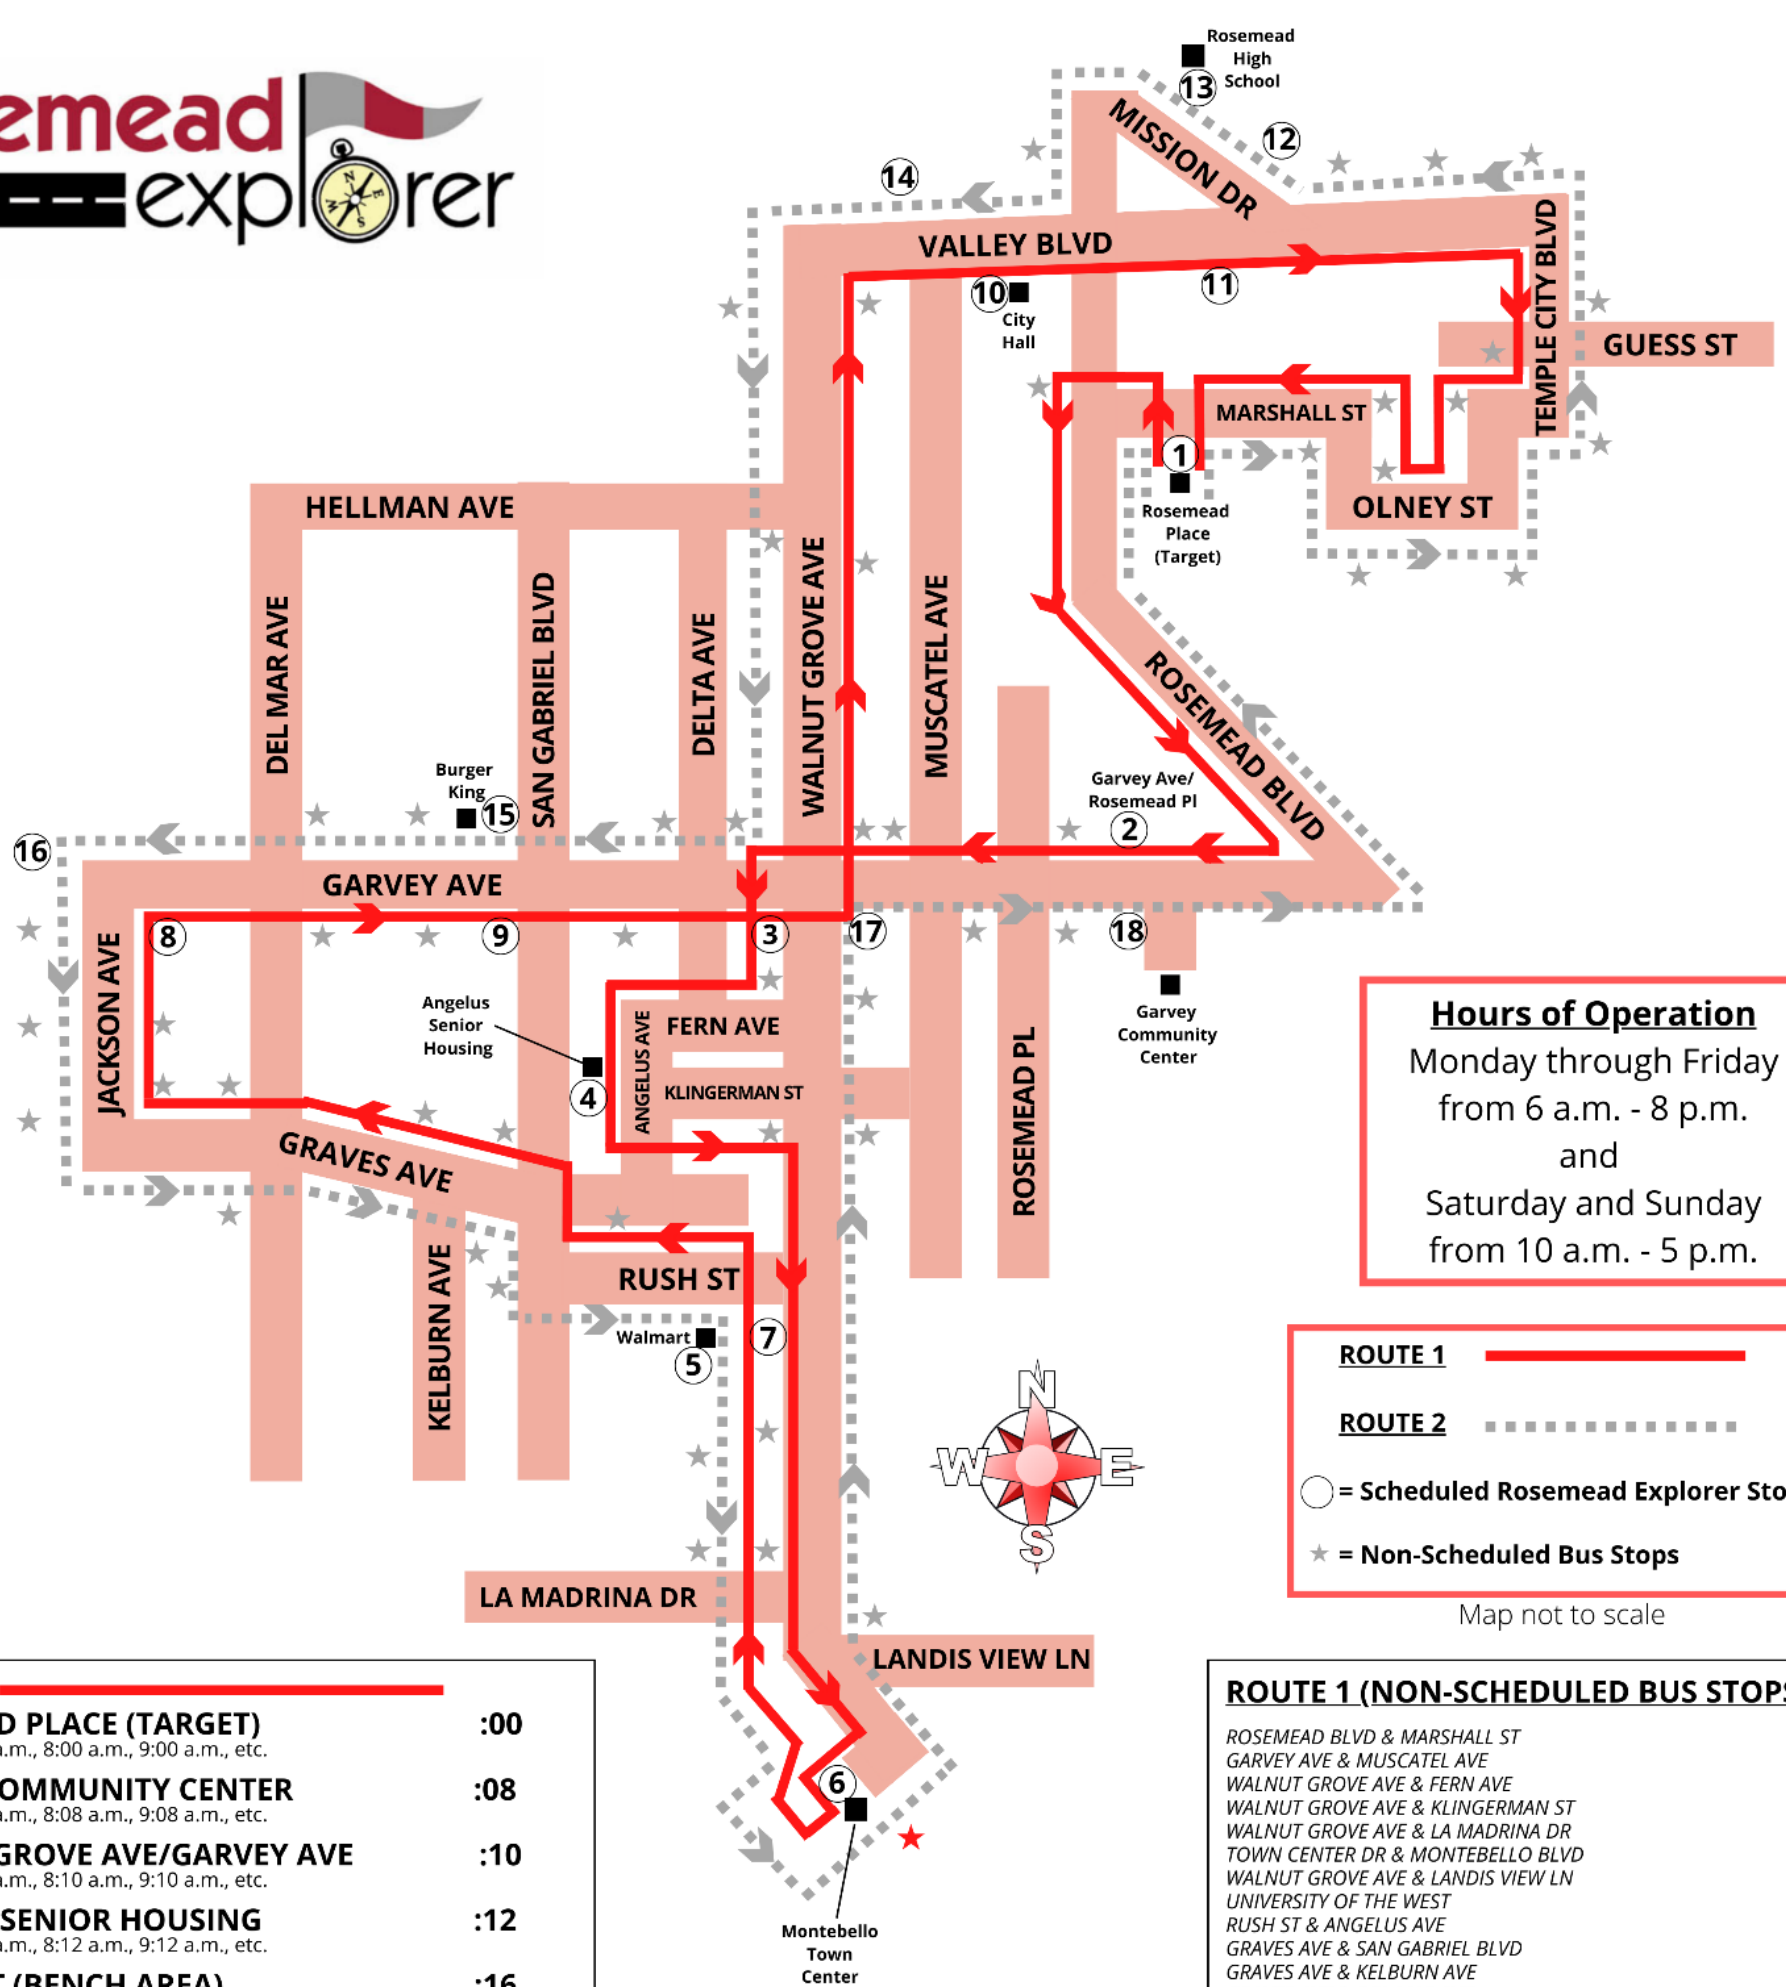 emead
explorer
Rosemead
High
School
13
12
14
MISSION DR
VALLEY BLVD
TEMPLE CITY BLVD
10
City
Hall
11
GUESS ST
MARSHALL ST
1
Rosemead
Place
(Target)
OLNEY ST
HELLMAN AVE
DEL MAR AVE
SAN GABRIEL BLVD
DELTA AVE
WALNUT GROVE AVE
MUSCATEL AVE
ROSEMEAD BLVD
Burger
King
15
Garvey Ave/
Rosemead Pl
2
16
GARVEY AVE
8
9
3
17
18
JACKSON AVE
Angelus
Senior
Housing
4
ANGELUS AVE
FERN AVE
KLINGERMAN ST
ROSEMEAD PL
Garvey
Community
Center
GRAVES AVE
KELBURN AVE
RUSH ST
Walmart
5
7
LA MADRINA DR
LANDIS VIEW LN
6
Montebello
Town
Center
N
W
E
S
Hours of Operation
Monday through Friday
from 6 a.m. - 8 p.m.
and
Saturday and Sunday
from 10 a.m. - 5 p.m.
ROUTE 1
ROUTE 2
= Scheduled Rosemead Explorer Sto
= Non-Scheduled Bus Stops
Map not to scale
D PLACE (TARGET) :00
a.m., 8:00 a.m., 9:00 a.m., etc.
OMMUNITY CENTER :08
a.m., 8:08 a.m., 9:08 a.m., etc.
GROVE AVE/GARVEY AVE :10
a.m., 8:10 a.m., 9:10 a.m., etc.
SENIOR HOUSING :12
a.m., 8:12 a.m., 9:12 a.m., etc.
T (BENCH AREA) :16
ROUTE 1 (NON-SCHEDULED BUS STOPS
ROSEMEAD BLVD & MARSHALL ST
GARVEY AVE & MUSCATEL AVE
WALNUT GROVE AVE & FERN AVE
WALNUT GROVE AVE & KLINGERMAN ST
WALNUT GROVE AVE & LA MADRINA DR
TOWN CENTER DR & MONTEBELLO BLVD
WALNUT GROVE AVE & LANDIS VIEW LN
UNIVERSITY OF THE WEST
RUSH ST & ANGELUS AVE
GRAVES AVE & SAN GABRIEL BLVD
GRAVES AVE & KELBURN AVE